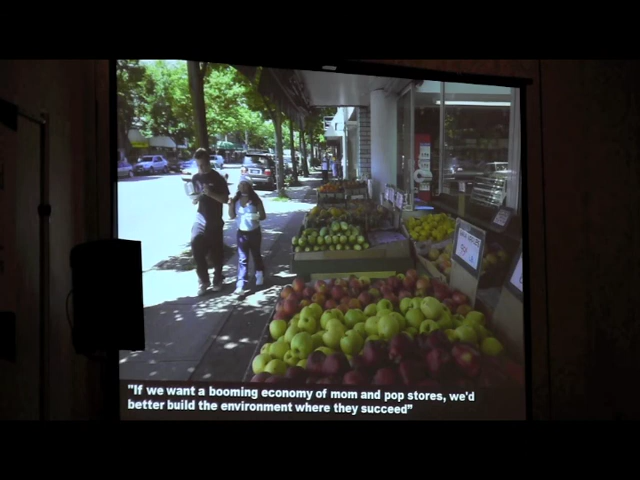 "If we want a booming economy of mom and pop stores, we'd
better build the environment where they succeed"